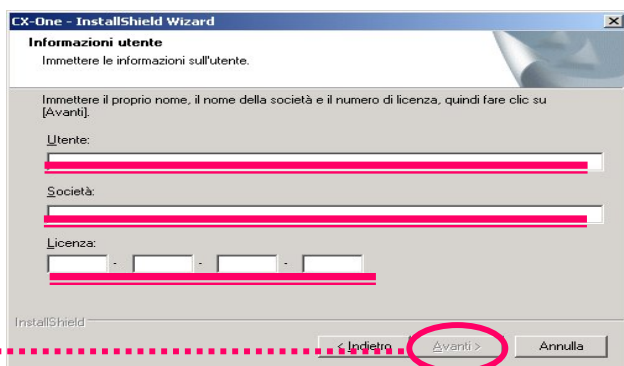 CX-One - InstallShield Wizard
Informazioni utente
Immettere le informazioni sull'utente.
Immettere il proprio nome, il nome della società e il numero di licenza, quindi fare clic su
[Avanti].
Utente:
Società:
Licenza:
- - -
InstallShield
< Indietro Avanti > Annulla